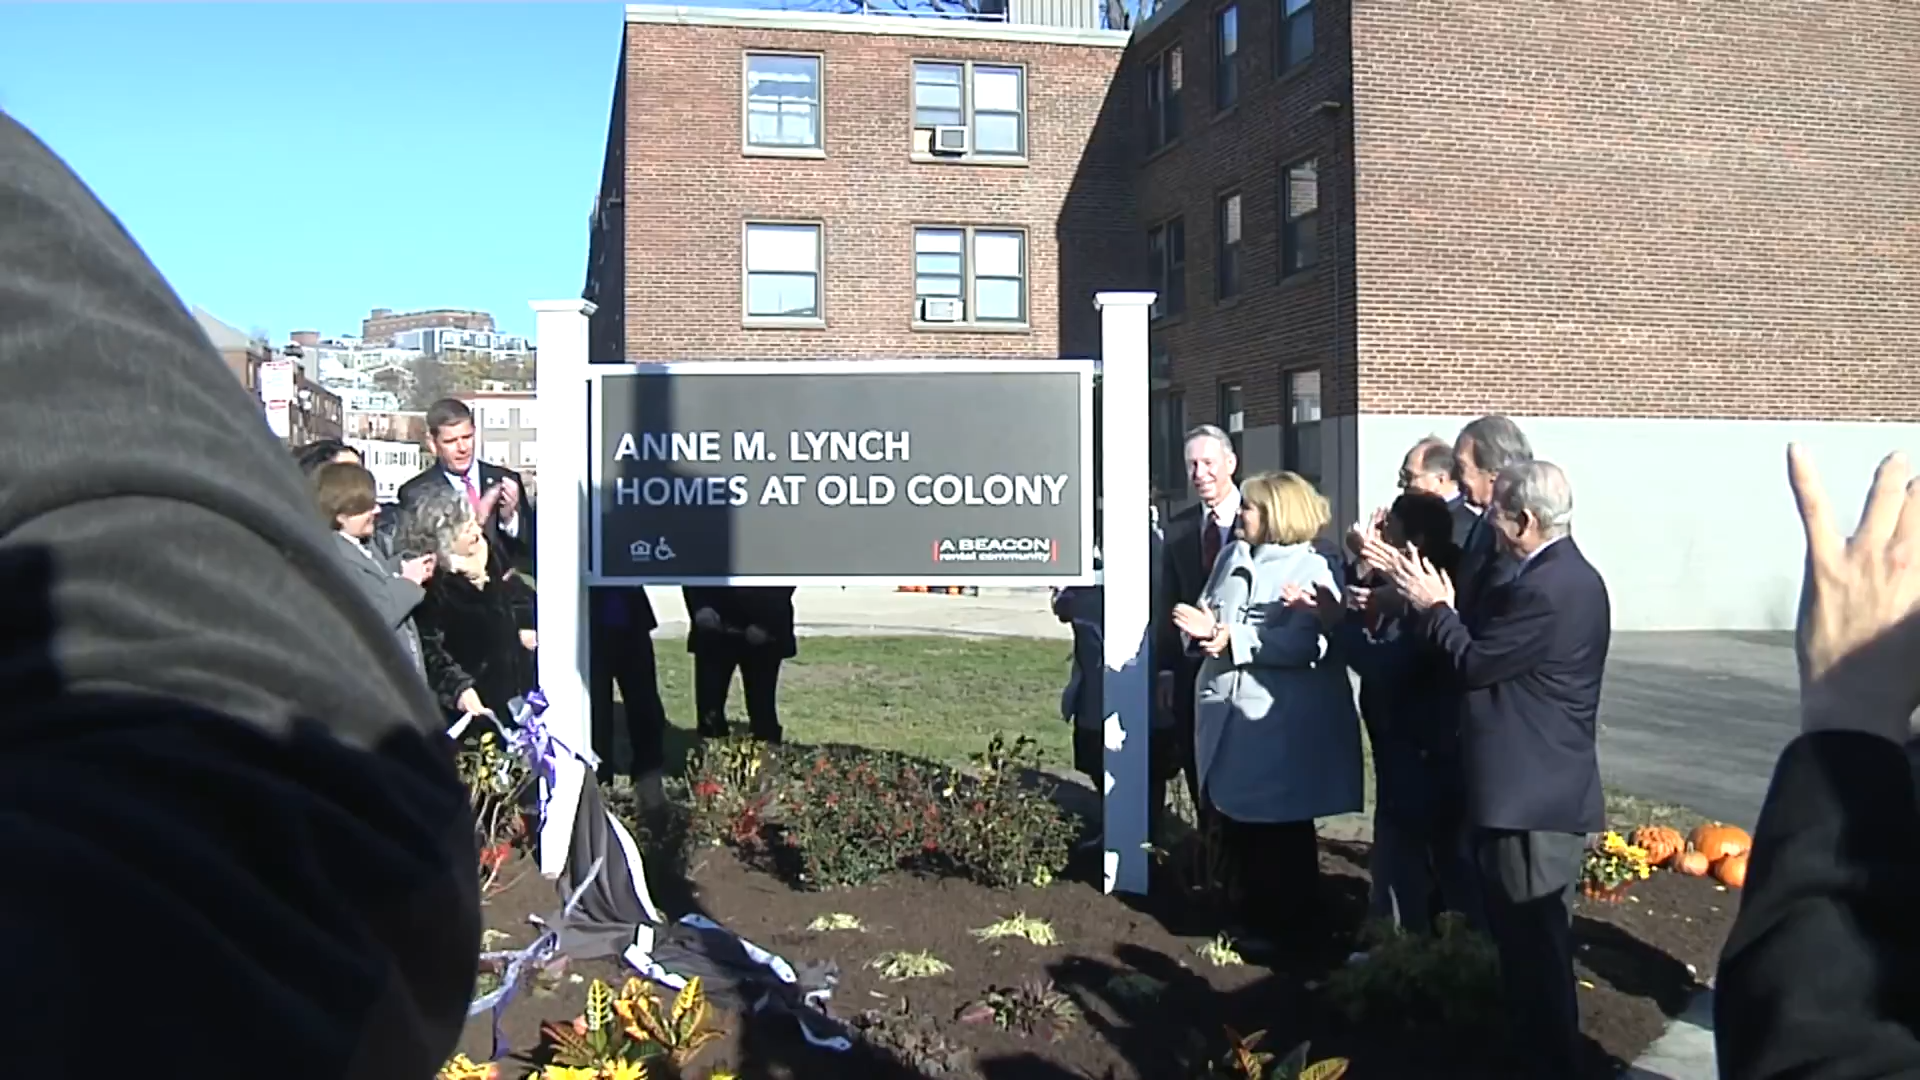 ANNE M. LYNCH
HOMES AT OLD COLONY
A BEACON
rental community